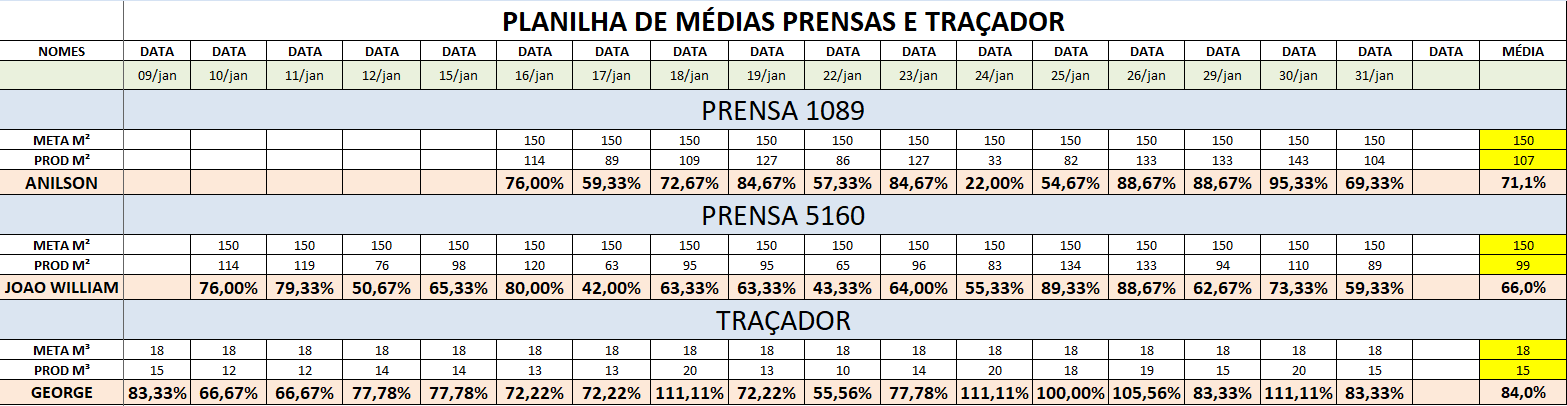 PLANILHA DE MÉDIAS PRENSAS E TRAÇADOR
NOMES DATA DATA DATA DATA DATA DATA DATA DATA DATA DATA DATA DATA DATA DATA DATA DATA DATA DATA MÉDIA
09/jan 10/jan 11/jan 12/jan 15/jan 16/jan 17/jan 18/jan 19/jan 22/jan 23/jan 24/jan 25/jan 26/jan 29/jan 30/jan 31/jan
PRENSA 1089
META M² 150 150 150 150 150 150 150 150 150 150 150 150 150
PROD M² 114 89 109 127 86 127 33 82 133 133 143 104 107
ANILSON 76,00% 59,33% 72,67% 84,67% 57,33% 84,67% 22,00% 54,67% 88,67% 88,67% 95,33% 69,33% 71,1%
PRENSA 5160
META M² 150 150 150 150 150 150 150 150 150 150 150 150 150 150 150 150 150
PROD M² 114 119 76 98 120 63 95 95 65 96 83 134 133 94 110 89 99
JOAO WILLIAM 76,00% 79,33% 50,67% 65,33% 80,00% 42,00% 63,33% 63,33% 43,33% 64,00% 55,33% 89,33% 88,67% 62,67% 73,33% 59,33% 66,0%
TRAÇADOR
META M³ 18 18 18 18 18 18 18 18 18 18 18 18 18 18 18 18 18 18
PROD M³ 15 12 12 14 14 13 13 20 13 10 14 20 18 19 15 20 15 15
GEORGE 83,33% 66,67% 66,67% 77,78% 77,78% 72,22% 72,22% 111,11% 72,22% 55,56% 77,78% 111,11% 100,00% 105,56% 83,33% 111,11% 83,33% 84,0%